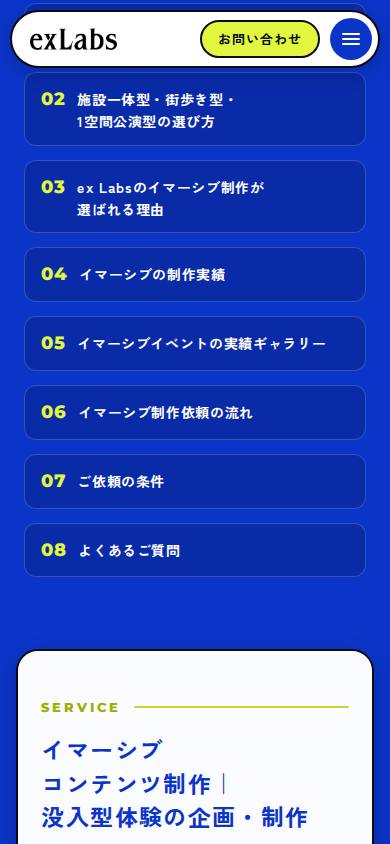 exLabs
お問い合わせ
02 施設一体型・街歩き型・
1空間公演型の選び方
03 ex Labsのイマーシブ制作が
選ばれる理由
04 イマーシブの制作実績
05 イマーシブイベントの実績ギャラリー
06 イマーシブ制作依頼の流れ
07 ご依頼の条件
08 よくあるご質問
SERVICE
イマーシブ
コンテンツ制作｜
没入型体験の企画・制作